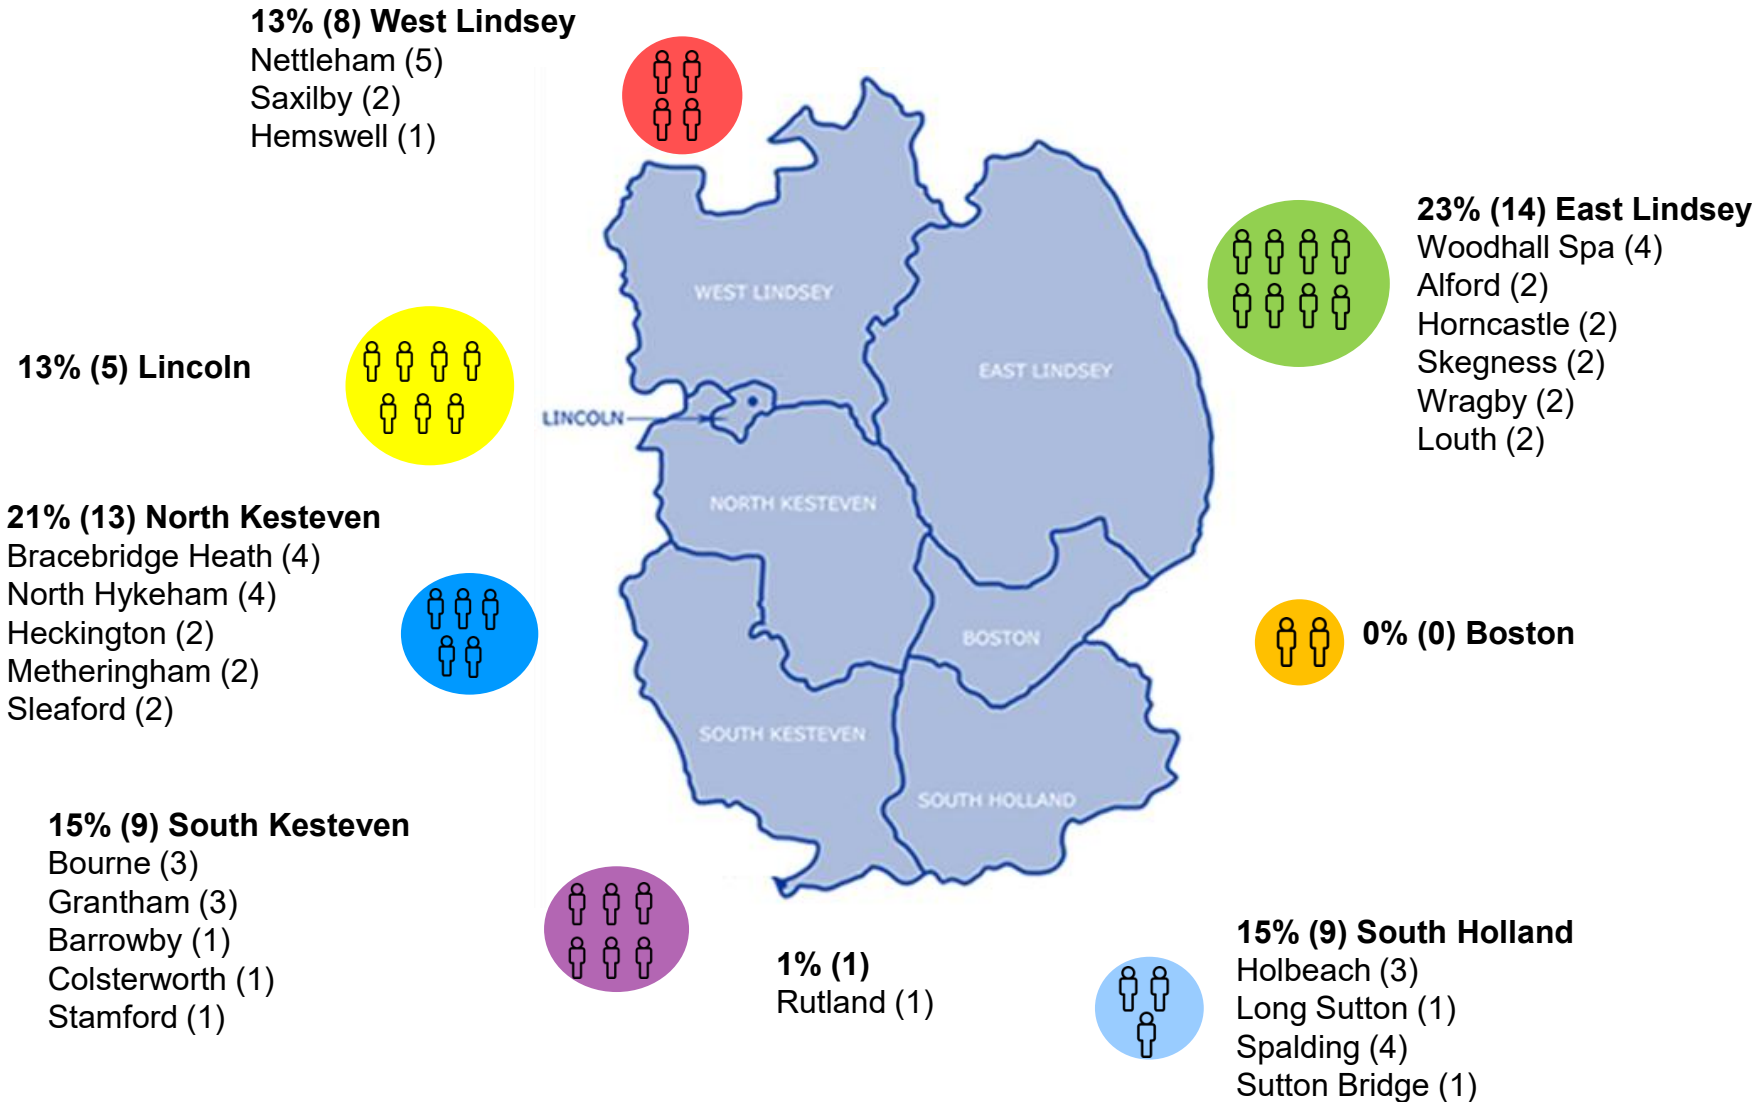 13% (8) West Lindsey
Nettleham (5)
Saxilby (2)
Hemswell (1)
23% (14) East Lindsey
Woodhall Spa (4)
Alford (2)
Horncastle (2)
Skegness (2)
Wragby (2)
Louth (2)
WEST LINDSEY
EAST LINDSEY
13% (5) Lincoln
LINCOLN
NORTH KESTEVEN
21% (13) North Kesteven
Bracebridge Heath (4)
North Hykeham (4)
Heckington (2)
Metheringham (2)
Sleaford (2)
BOSTON
0% (0) Boston
SOUTH KESTEVEN
SOUTH HOLLAND
15% (9) South Kesteven
Bourne (3)
Grantham (3)
Barrowby (1)
Colsterworth (1)
Stamford (1)
1% (1)
Rutland (1)
15% (9) South Holland
Holbeach (3)
Long Sutton (1)
Spalding (4)
Sutton Bridge (1)